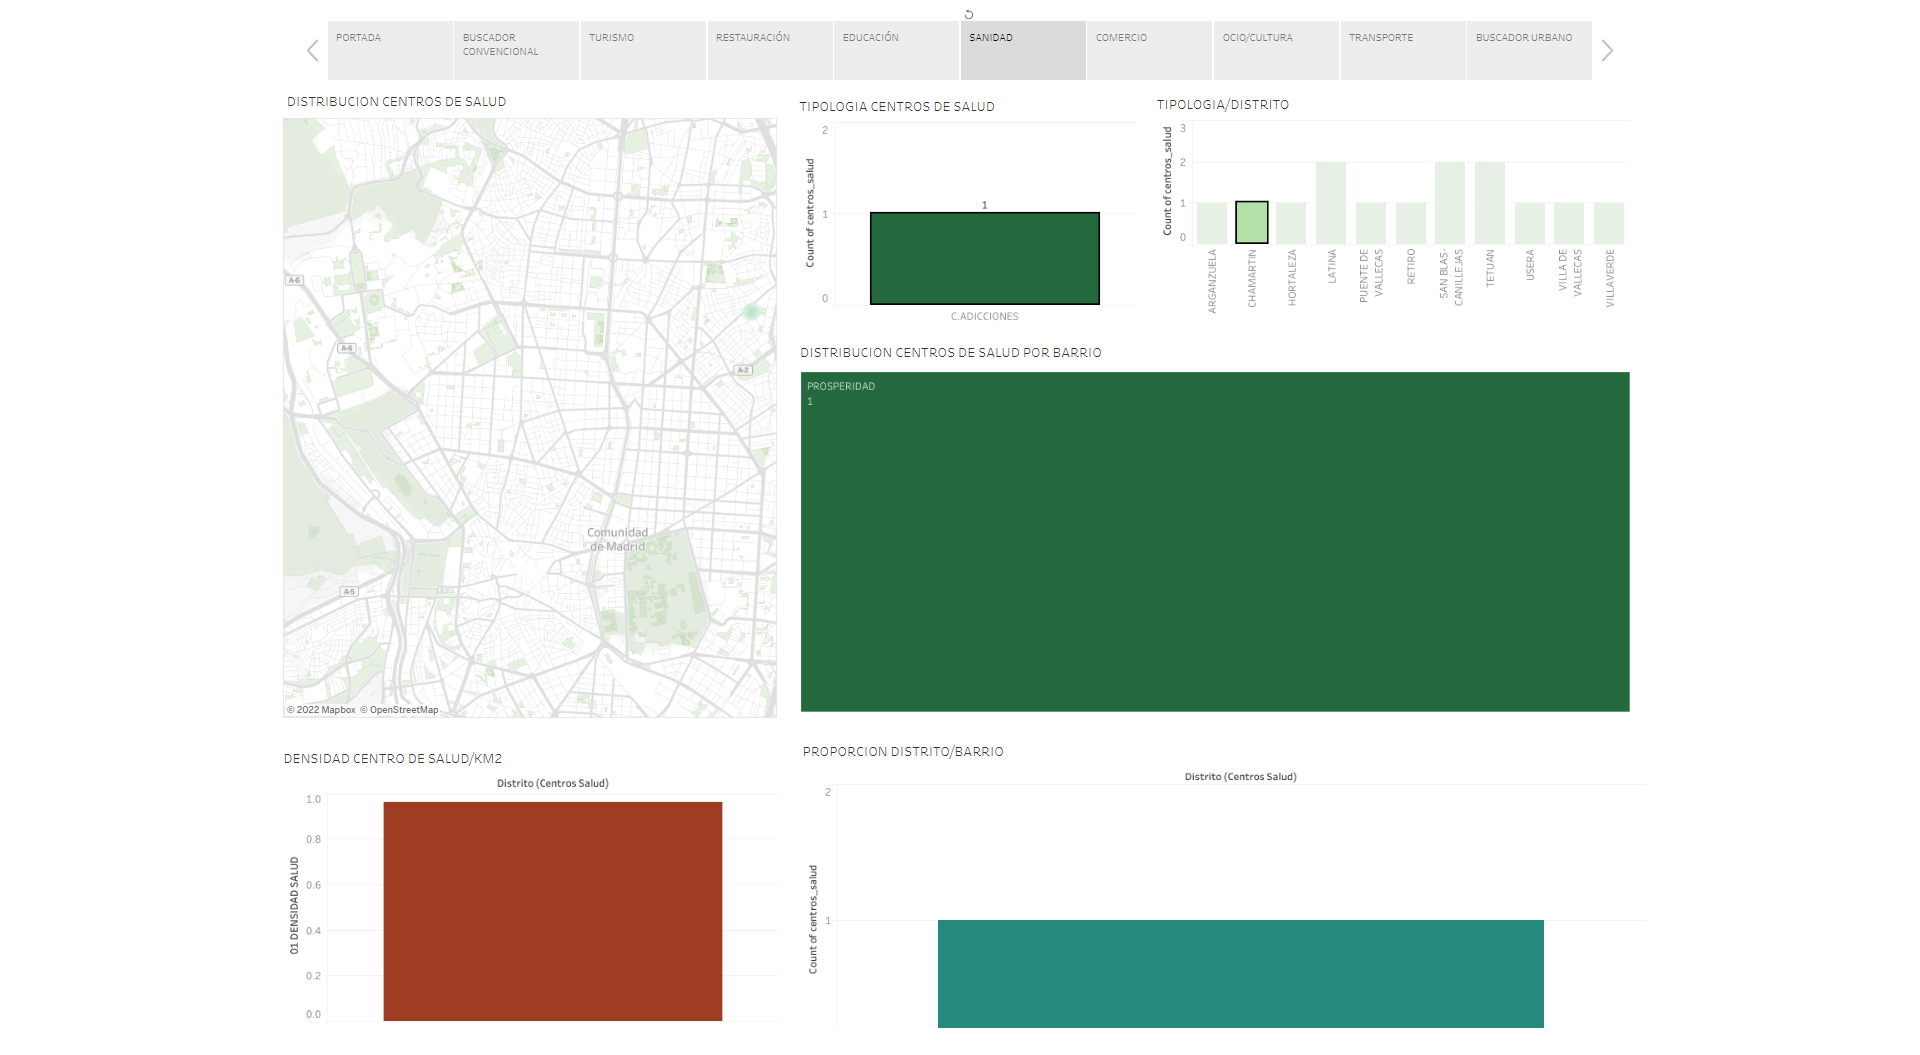 PORTADA
BUSCADOR
CONVENCIONAL
TURISMO
RESTAURACIÓN
EDUCACIÓN
SANIDAD
COMERCIO
OCIO/CULTURA
TRANSPORTE
BUSCADOR URBANO
DISTRIBUCION CENTROS DE SALUD
A-6
A-6
A-2
Comunidad
de Madrid
A-5
© 2022 Mapbox © OpenStreetMap
TIPOLOGIA CENTROS DE SALUD
Count of centros_salud
2
1
0
1
C.ADICCIONES
TIPOLOGIA/DISTRITO
Count of centros_salud
3
2
1
0
ARGANZUELA
CHAMARTIN
HORTALEZA
LATINA
PUENTE DE
VALLECAS
RETIRO
SAN BLAS-
CANILLEJAS
TETUAN
USERA
VILLA DE
VALLECAS
VILLAVERDE
DISTRIBUCION CENTROS DE SALUD POR BARRIO
PROSPERIDAD
1
DENSIDAD CENTRO DE SALUD/KM2
Distrito (Centros Salud)
01 DENSIDAD SALUD
1.0
0.8
0.6
0.4
0.2
0.0
PROPORCION DISTRITO/BARRIO
Distrito (Centros Salud)
Count of centros_salud
2
1